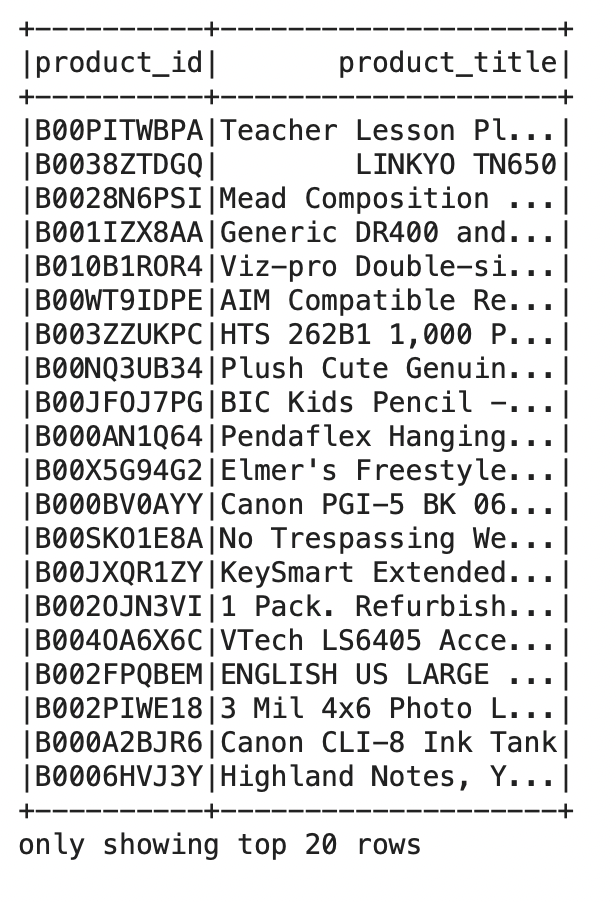 +----------+--------------------+
|product_id|       product_title|
+----------+--------------------+
|B00PITWBPA|Teacher Lesson Pl...|
|B0038ZTDGQ|        LINKYO TN650|
|B0028N6PSI|Mead Composition ...|
|B001IZX8AA|Generic DR400 and...|
|B010B1ROR4|Viz-pro Double-si...|
|B00WT9IDPE|AIM Compatible Re...|
|B003ZZUKPC|HTS 262B1 1,000 P...|
|B00NQ3UB34|Plush Cute Genuin...|
|B00JFOJ7PG|BIC Kids Pencil -...|
|B000AN1Q64|Pendaflex Hanging...|
|B00X5G94G2|Elmer's Freestyle...|
|B000BV0AYY|Canon PGI-5 BK 06...|
|B00SKO1E8A|No Trespassing We...|
|B00JXQR1ZY|KeySmart Extended...|
|B002OJN3VI|1 Pack. Refurbish...|
|B004OA6X6C|VTech LS6405 Acce...|
|B002FPQBEM|ENGLISH US LARGE ...|
|B002PIWE18|3 Mil 4x6 Photo L...|
|B000A2BJR6|Canon CLI-8 Ink Tank|
|B0006HVJ3Y|Highland Notes, Y...|
+----------+--------------------+
only showing top 20 rows